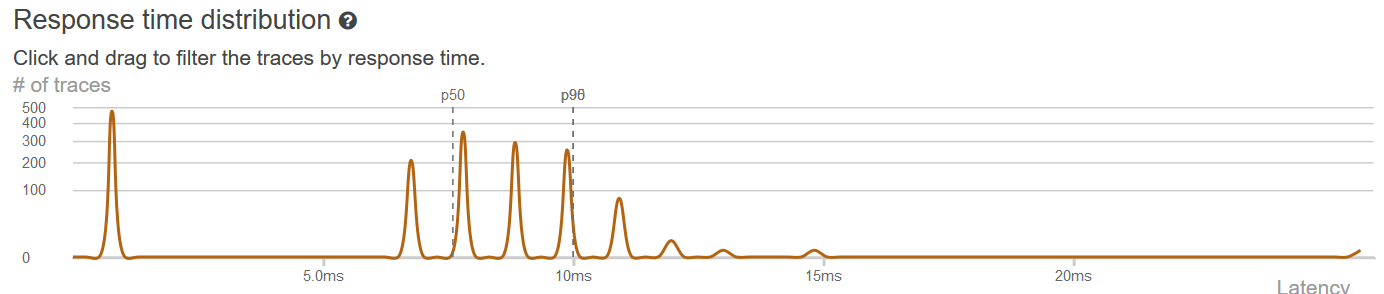 Response time distribution ?
Click and drag to filter the traces by response time.
# of traces
p50 p90
500
400
300
200
100
0
5.0ms 10ms 15ms 20ms
Latency